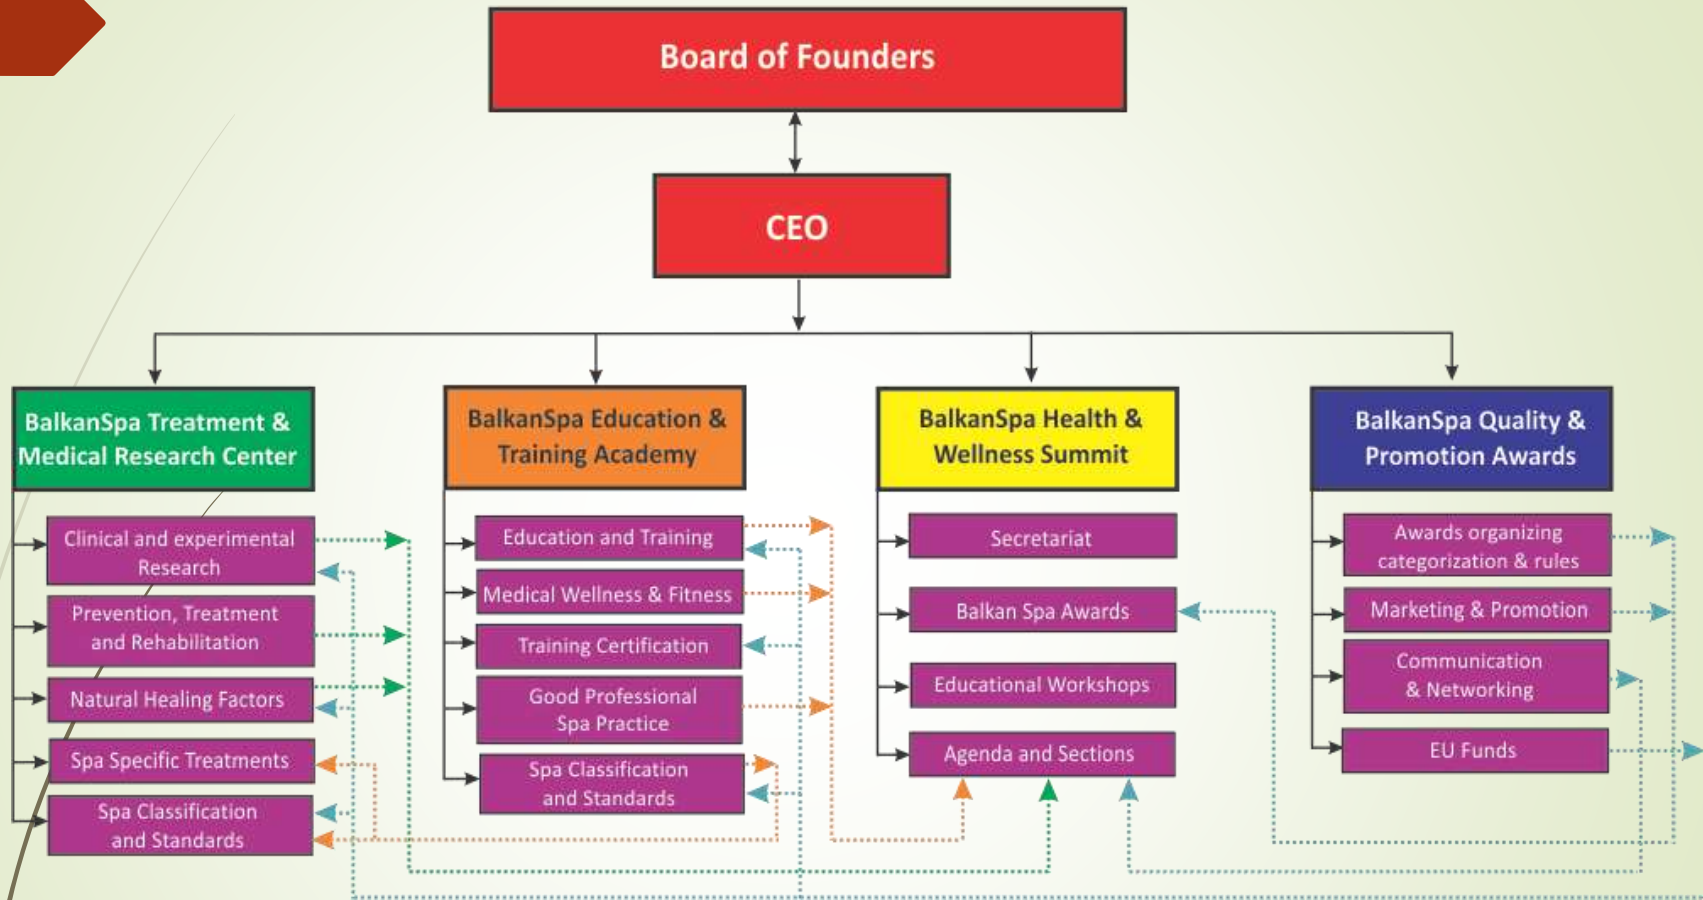 Board of Founders
CEO
BalkanSpa Treatment &
Medical Research Center
Clinical and experimental
Research
Prevention, Treatment
and Rehabilitation
Natural Healing Factors
Spa Specific Treatments
Spa Classification
and Standards
BalkanSpa Education &
Training Academy
Education and Training
Medical Wellness & Fitness
Training Certification
Good Professional
Spa Practice
Spa Classification
and Standards
BalkanSpa Health &
Wellness Summit
Secretariat
Balkan Spa Awards
Educational Workshops
Agenda and Sections
BalkanSpa Quality &
Promotion Awards
Awards organizing
categorization & rules
Marketing & Promotion
Communication
& Networking
EU Funds